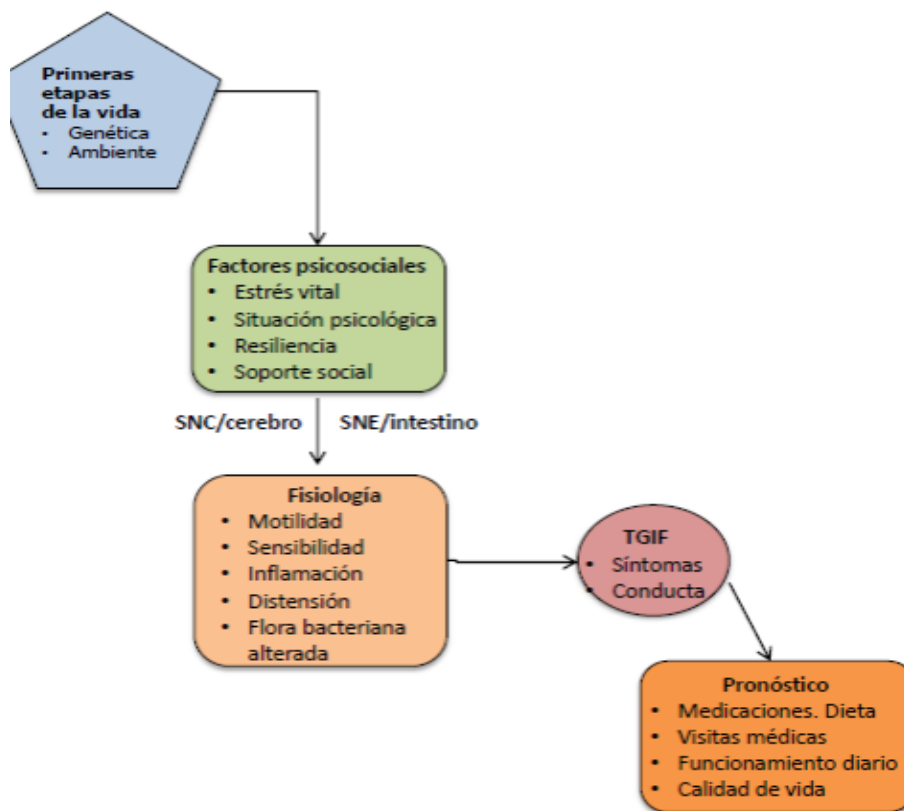 Primeras
etapas
de la vida
• Genética
• Ambiente
Factores psicosociales
• Estrés vital
• Situación psicológica
• Resiliencia
• Soporte social
SNC/cerebro SNE/intestino
Fisiología
• Motilidad
• Sensibilidad
• Inflamación
• Distensión
• Flora bacteriana
alterada
TGIF
• Síntomas
• Conducta
Pronóstico
• Medicaciones. Dieta
• Visitas médicas
• Funcionamiento diario
• Calidad de vida